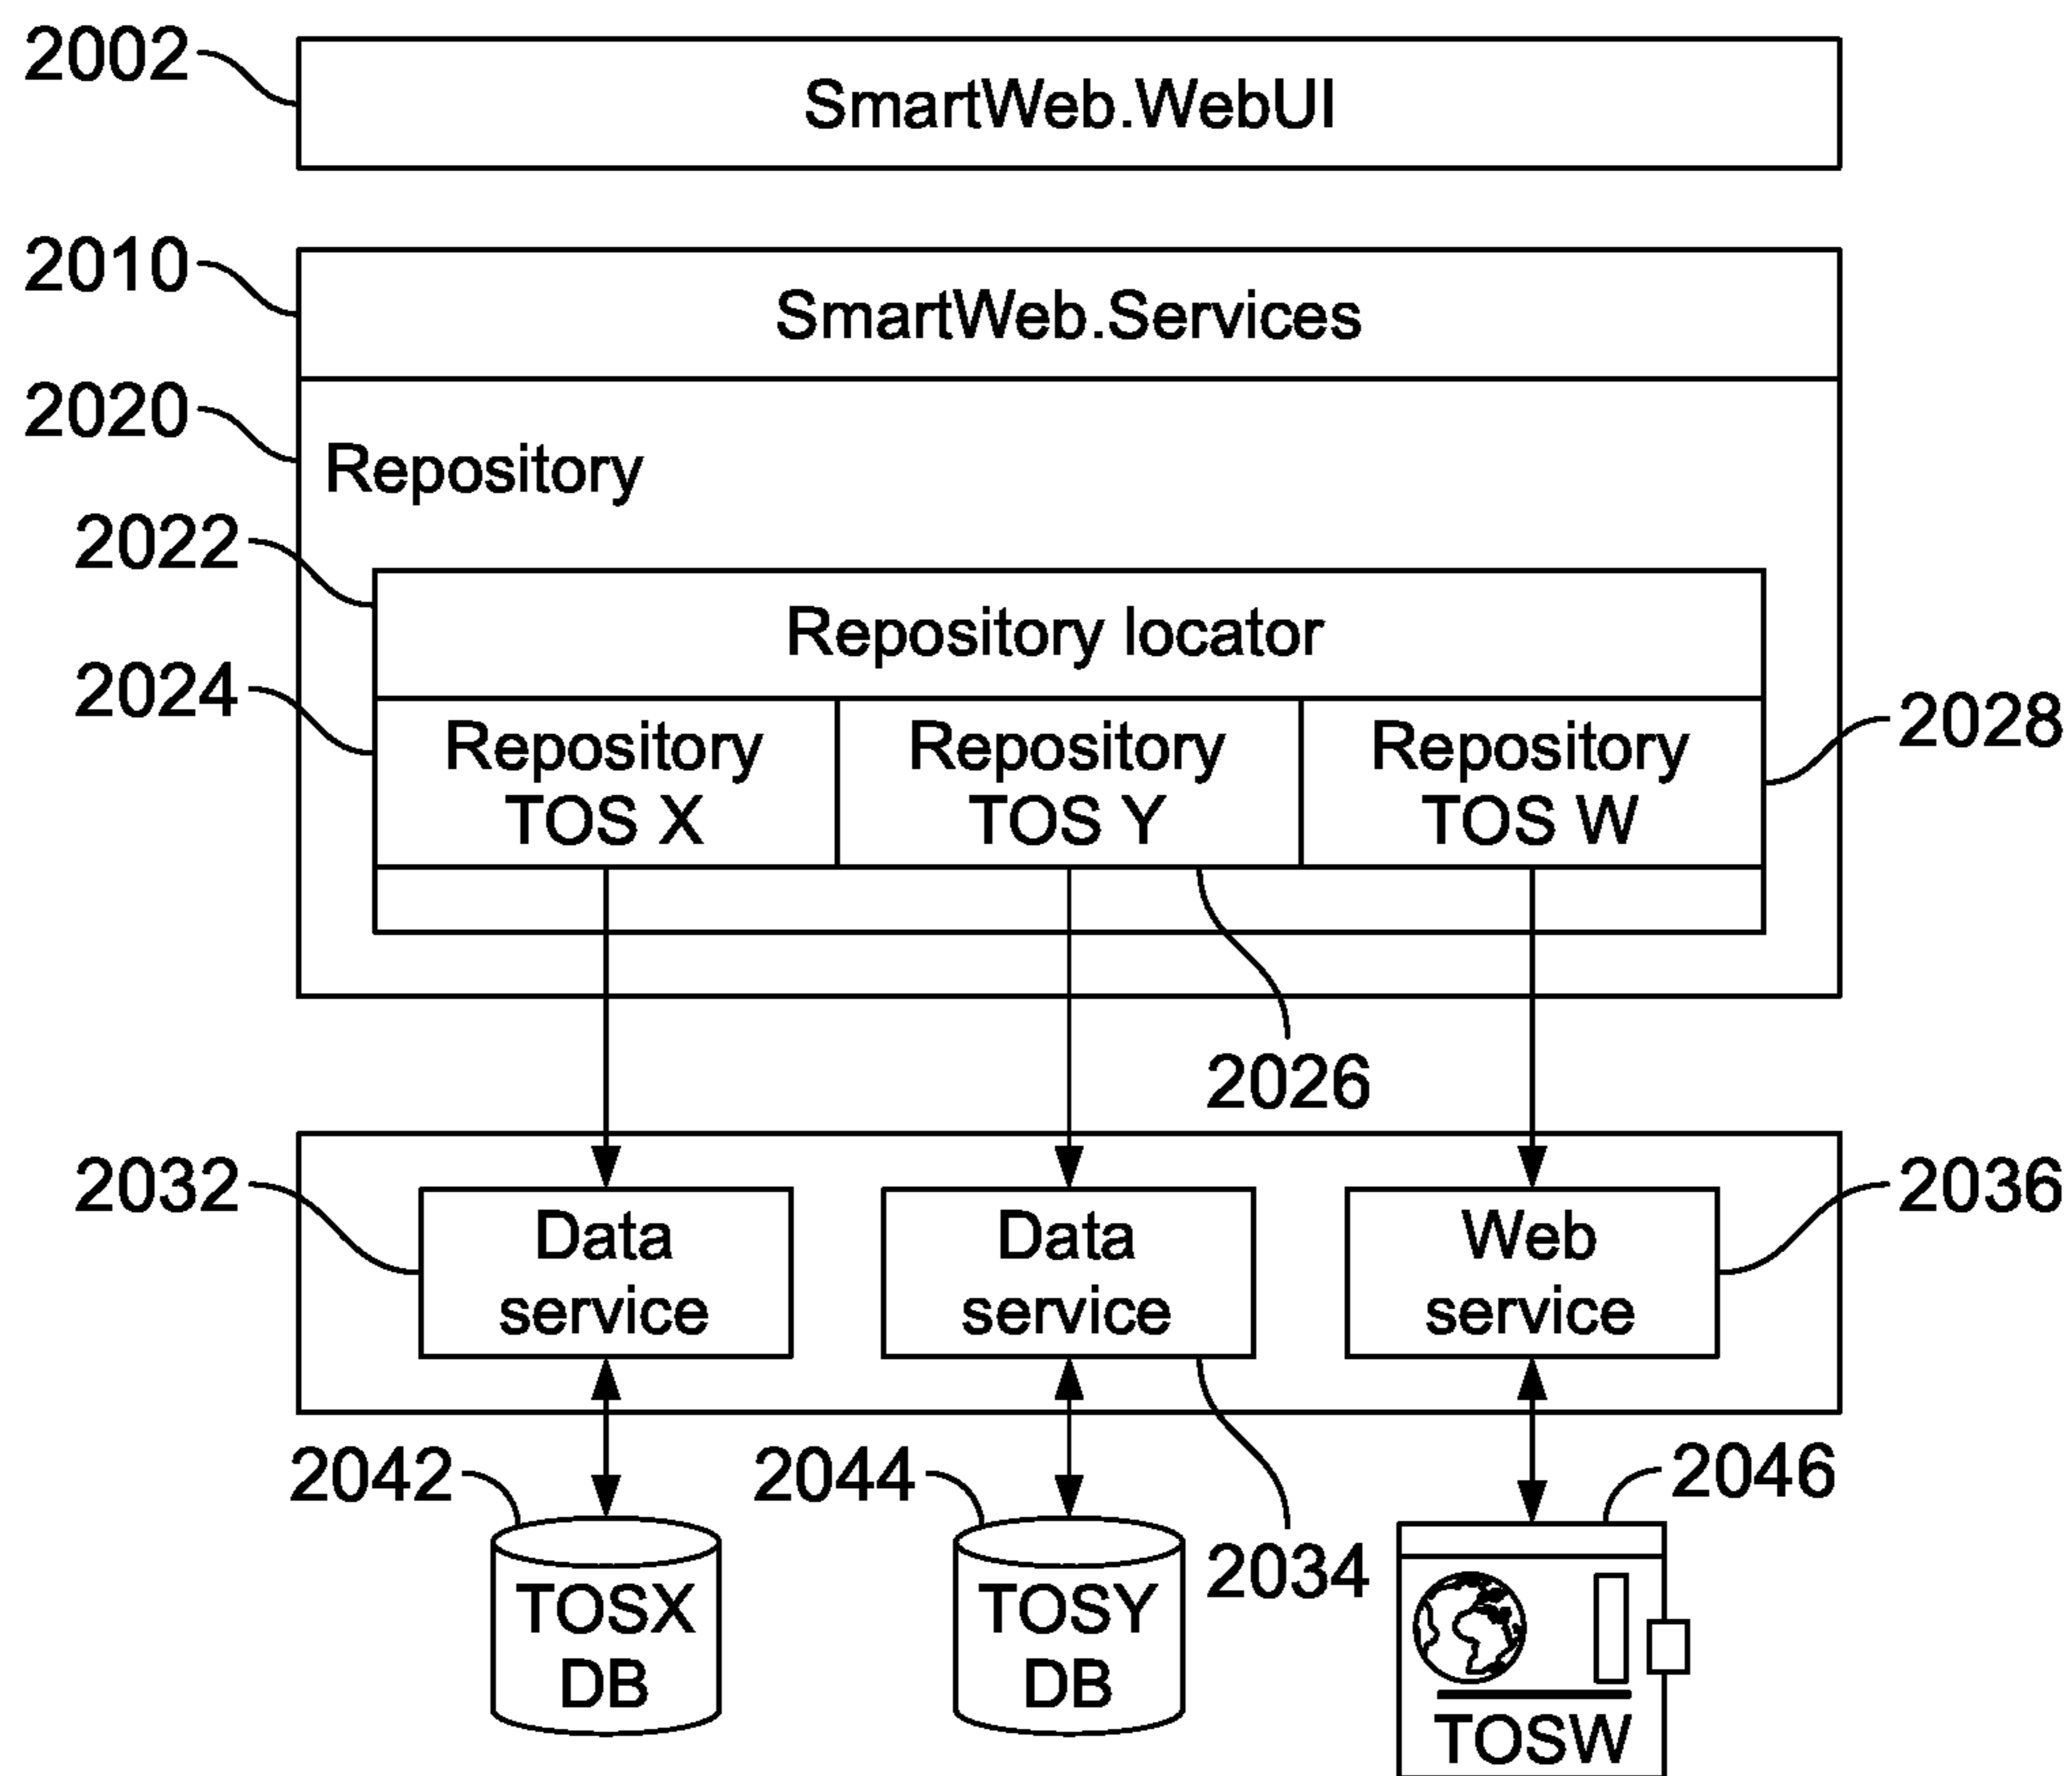 2002
SmartWeb.WebUI
2010
SmartWeb.Services
2020
Repository
2022
Repository locator
2024
Repository
TOS X
Repository
TOS Y
Repository
TOS W
2028
2026
2032
Data
service
Data
service
Web
service
2036
2042
2044
2034
2046
TOSX
DB
TOSY
DB
TOSW